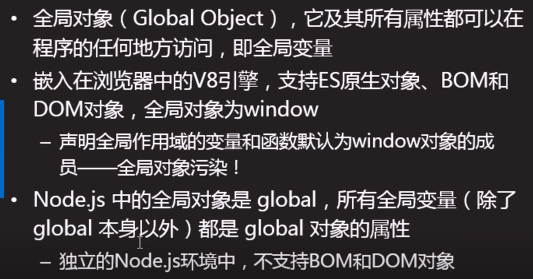 • 全局对象（Global Object），它及其所有属性都可以在
程序的任何地方访问，即全局变量
• 嵌入在浏览器中的V8引擎，支持ES原生对象、BOM和
DOM对象，全局对象为window
– 声明全局作用域的变量和函数默认为window对象的成
员——全局对象污染！
• Node.js 中的全局对象是 global，所有全局变量（除了
global 本身以外）都是 global 对象的属性
– 独立的Node.js环境中，不支持BOM和DOM对象